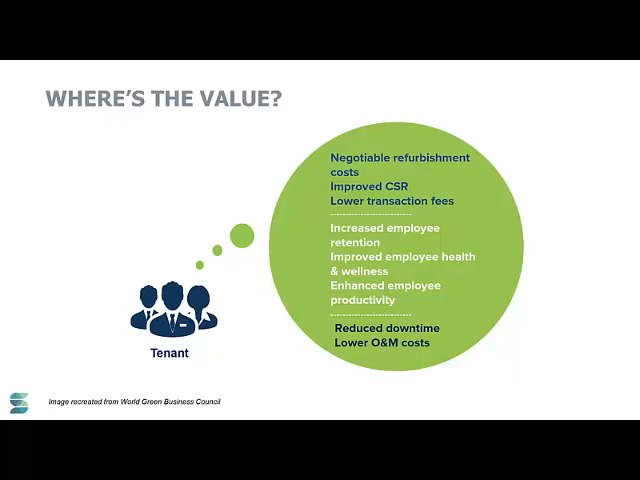 WHERE'S THE VALUE?
Negotiable refurbishment
costs
Improved CSR
Lower transaction fees
---------------------------
Increased employee
retention
Improved employee health
& wellness
Enhanced employee
productivity
---------------------------
Reduced downtime
Lower O&M costs
Tenant
Image recreated from World Green Business Council